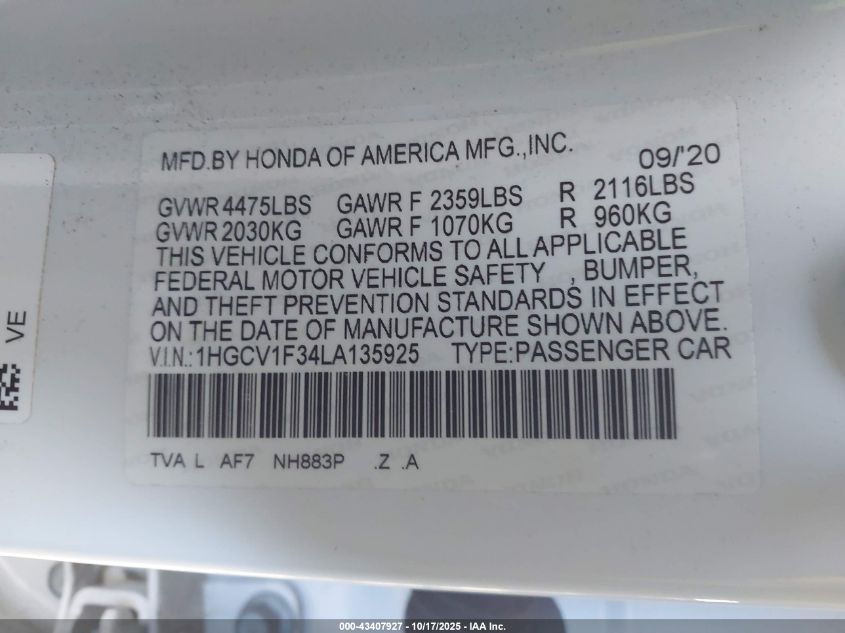 MFD.BY HONDA OF AMERICA MFG.,INC. 09/'20
GVWR 4475LBS GAWR F 2359LBS R 2116LBS
GVWR 2030KG GAWR F 1070KG R 960KG
THIS VEHICLE CONFORMS TO ALL APPLICABLE
FEDERAL MOTOR VEHICLE SAFETY , BUMPER,
AND THEFT PREVENTION STANDARDS IN EFFECT
ON THE DATE OF MANUFACTURE SHOWN ABOVE.
V.I.N.:1HGCV1F34LA135925 TYPE:PASSENGER CAR
TVA L AF7 NH883P .Z .A
VE
000-43407927 - 10/17/2025 - IAA Inc.